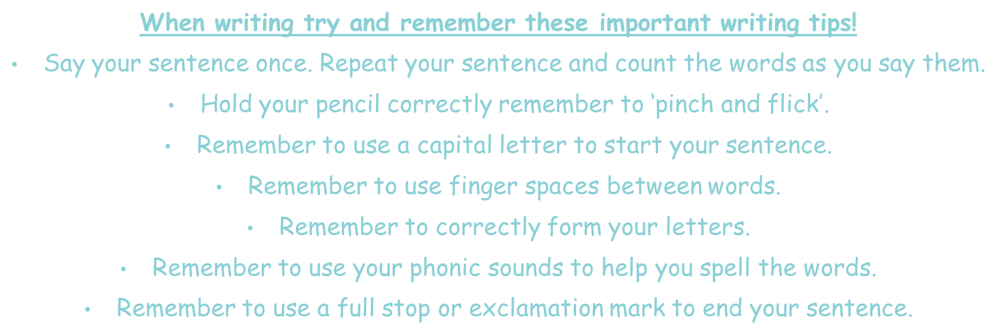 When writing try and remember these important writing tips!
• Say your sentence once. Repeat your sentence and count the words as you say them.
• Hold your pencil correctly remember to ‘pinch and flick’.
• Remember to use a capital letter to start your sentence.
• Remember to use finger spaces between words.
• Remember to correctly form your letters.
• Remember to use your phonic sounds to help you spell the words.
• Remember to use a full stop or exclamation mark to end your sentence.